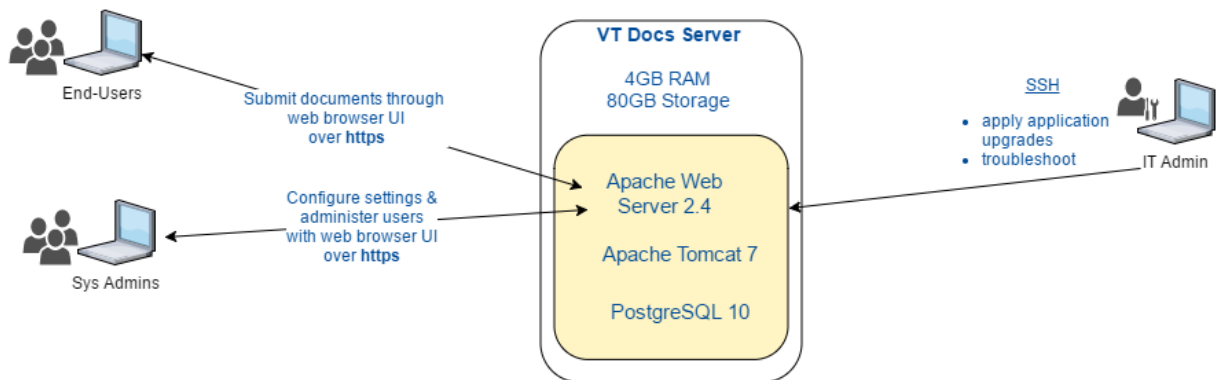 VT Docs Server
4GB RAM
80GB Storage
End-Users
Submit documents through
web browser UI
over https
SSH
• apply application
upgrades
• troubleshoot
IT Admin
Apache Web
Server 2.4
Configure settings &
administer users
with web browser UI
over https
Sys Admins
Apache Tomcat 7
PostgreSQL 10